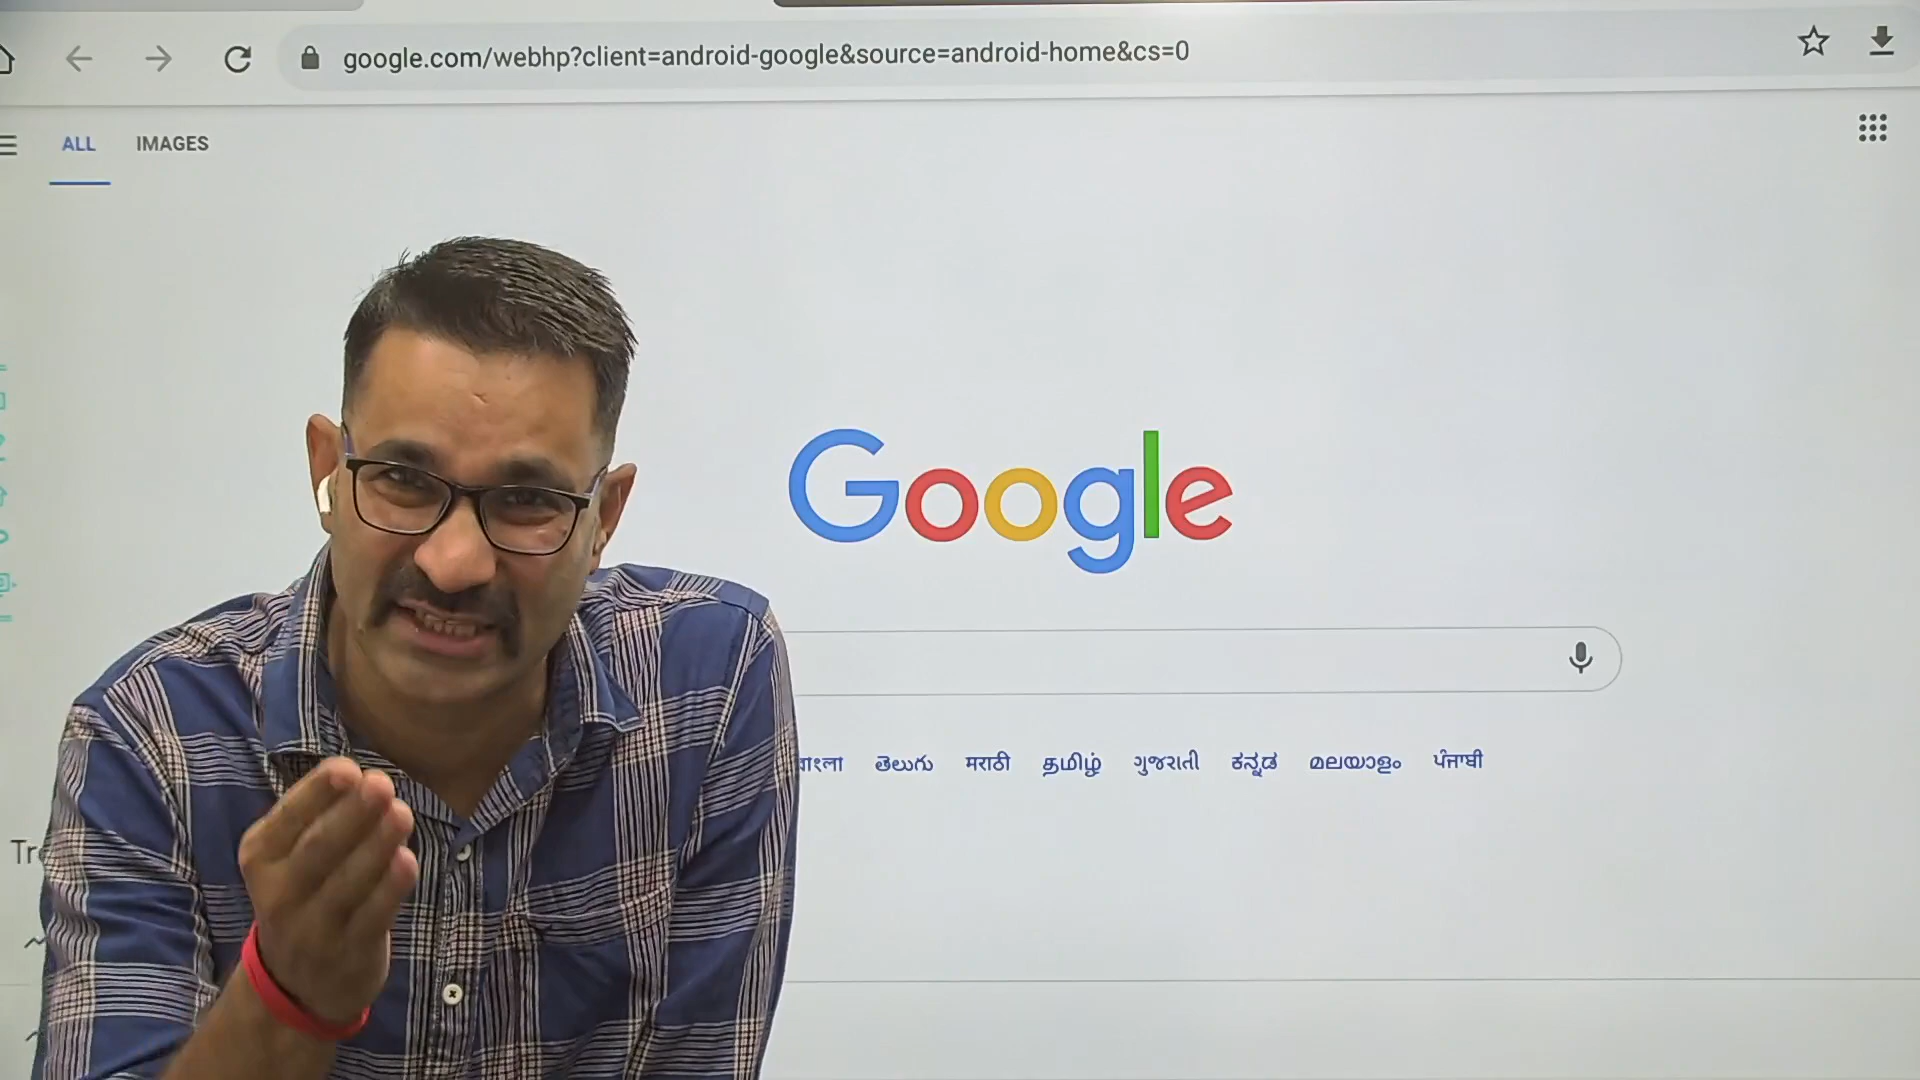 google.com/webhp?client=android-google&source=android-home&cs=0
ALL IMAGES
Google
বাংলা తెలుగు मराठी தமிழ் ગુજરાતી ಕನ್ನಡ മലയാളം ਪੰਜਾਬੀ